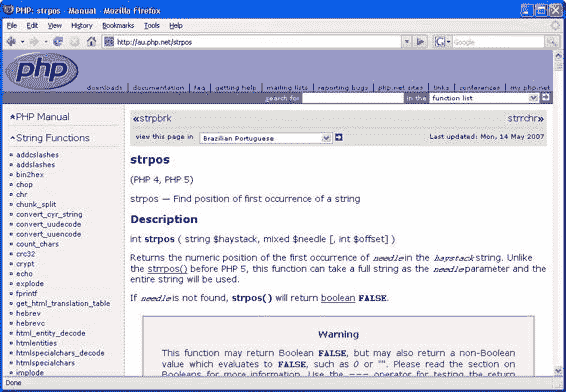 PHP: strpos - Manual - Mozilla Firefox
File Edit View History Bookmarks Tools Help
http://au.php.net/strpos
Google
php
downloads | documentation | faq | getting help | mailing lists | reporting bugs | php.net sites | links | conferences | my php.net
search for in the function list
PHP Manual
String Functions
addcslashes
addslashes
bin2hex
chop
chr
chunk_split
convert_cyr_string
convert_uudecode
convert_uuencode
count_chars
crc32
crypt
echo
explode
fprintf
get_html_translation_table
hebrev
hebrevc
html_entity_decode
htmlentities
htmlspecialchars_decode
htmlspecialchars
implode
«strpbrk strrchr»
view this page in Brazilian Portuguese Last updated: Mon, 14 May 2007
strpos
(PHP 4, PHP 5)
strpos — Find position of first occurrence of a string
Description
int strpos ( string $haystack, mixed $needle [, int $offset] )
Returns the numeric position of the first occurrence of needle in the haystack string. Unlike
the strrpos() before PHP 5, this function can take a full string as the needle parameter and the
entire string will be used.
If needle is not found, strpos() will return boolean FALSE.
Warning
This function may return Boolean FALSE, but may also return a non-Boolean
value which evaluates to FALSE, such as 0 or "". Please read the section on
Booleans for more information. Use the === operator for testing the return
Done